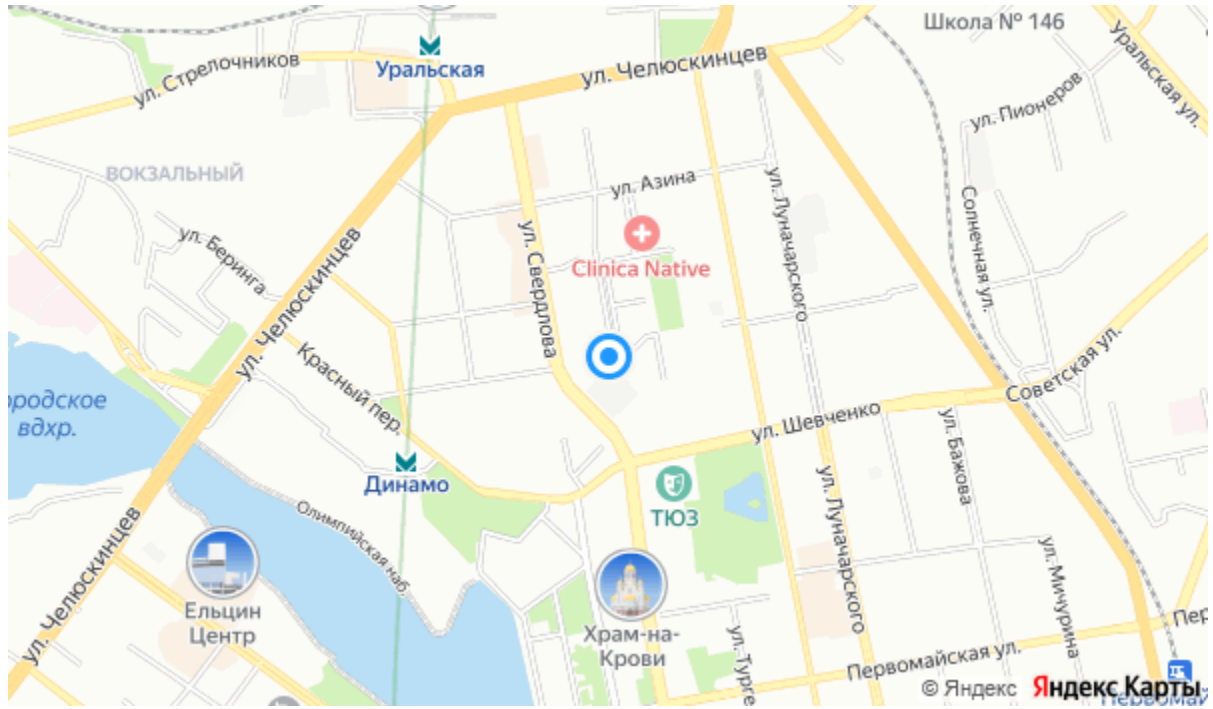 Школа № 146
Уральская
ул. Челюскинцев
ул. Стрелочников
Уральская ул.
ул. Пионеров
ВОКЗАЛЬНЫЙ
ул. Азина
ул. Луначарского
Солнечная ул.
ул. Беринга
ул. Свердлова
Clinica Native
ул. Челюскинцев
Красный пер.
Советская ул.
ородское
вдхр.
ул. Шевченко
ул. Бажова
Динамо
ул. Луначарского
ТЮЗ
Олимпийская наб.
ул. Мичурина
Ельцин
Центр
ул. Челюскинцев
Храм-на-
Крови
ул. Турге
Первомайская ул.
Пер
© Яндекс Яндекс Карты
Первомай